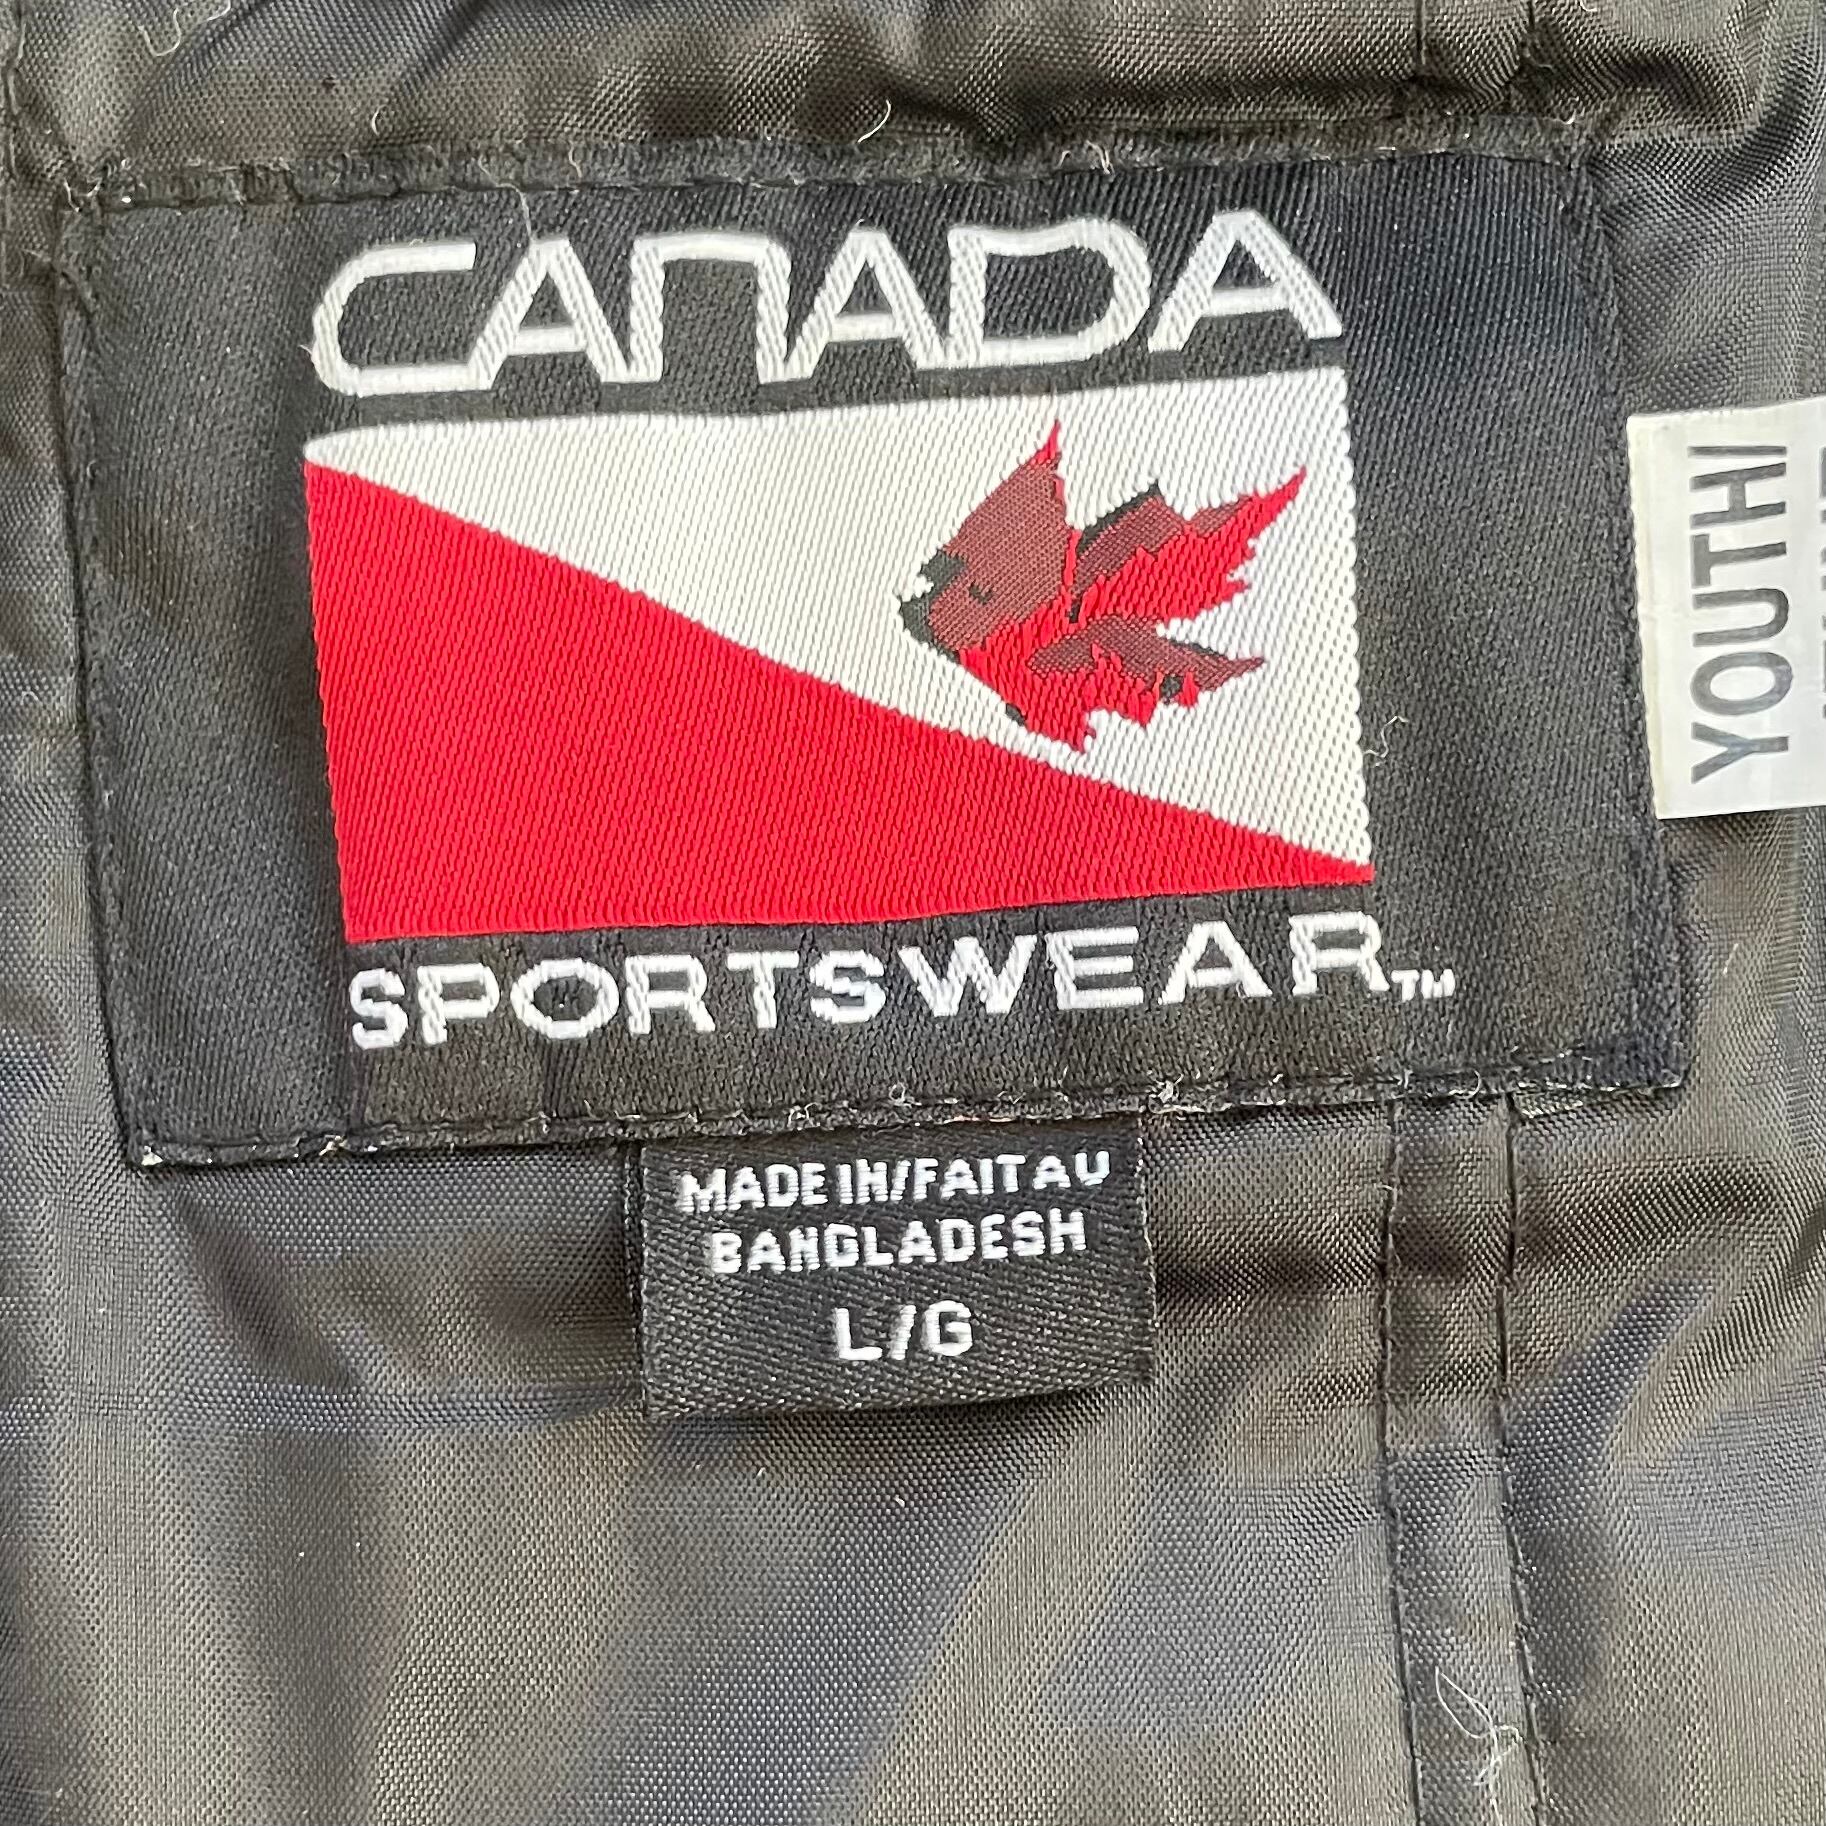 CANADA
SPORTSWEAR™
MADE IN/FAIT AU
BANGLADESH
L/G
YOUTH/